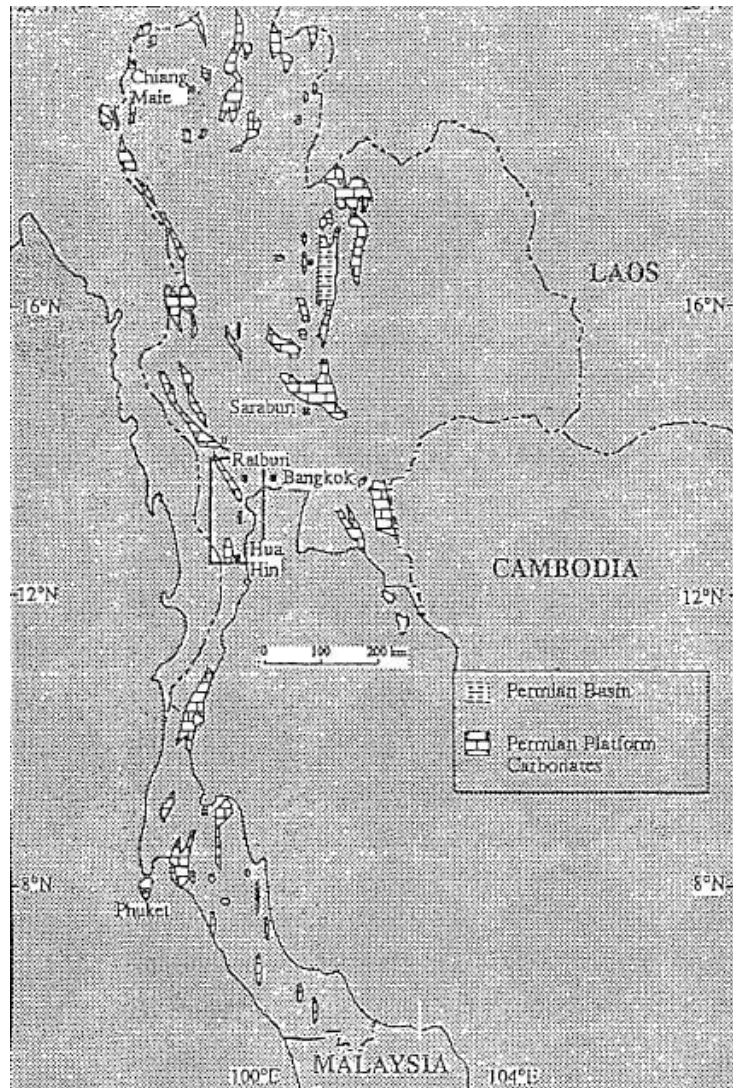 Chiang
Maie
LAOS
16°N
16°N
Saraburi
Ratburi
Bangkok
Hua
Hin
CAMBODIA
12°N
12°N
0
100
200 km
Permian Basin
Permian Platform
Carbonates
8°N
8°N
Phuket
100°E
MALAYSIA
104°E